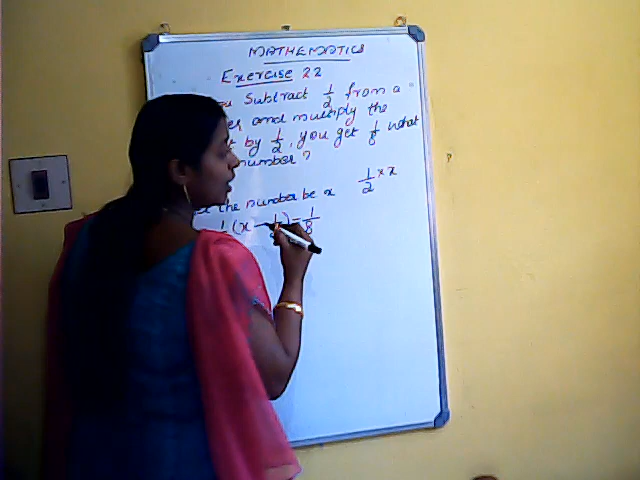 MATHEMATICS
Exercise 22
u subtract 1/2 from a
er and multiply the
t by 1/2, you get 1/8 what
number?
1/2 × x
the number be x
(x - 1/ ) = 1/8